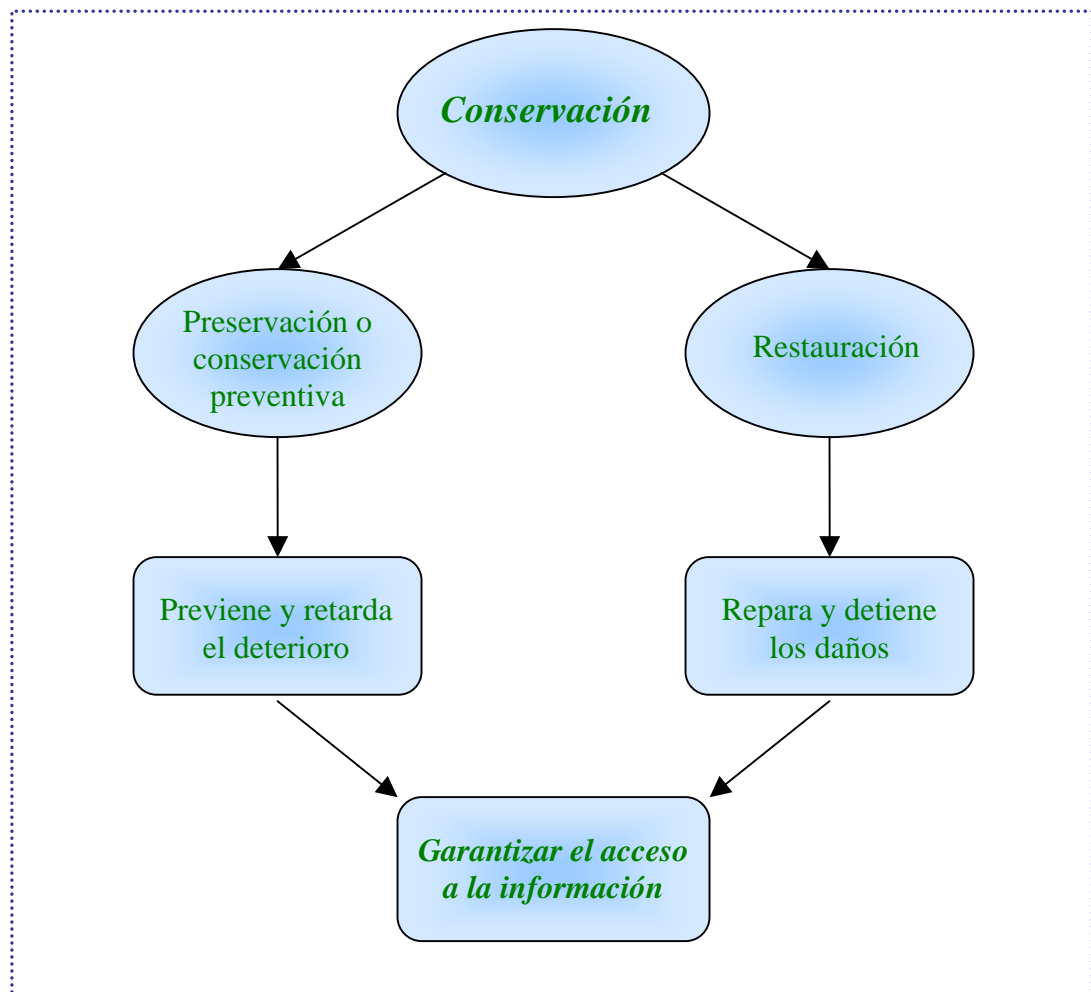 Conservación
Preservación o
conservación
preventiva
Restauración
Previene y retarda
el deterioro
Repara y detiene
los daños
Garantizar el acceso
a la información